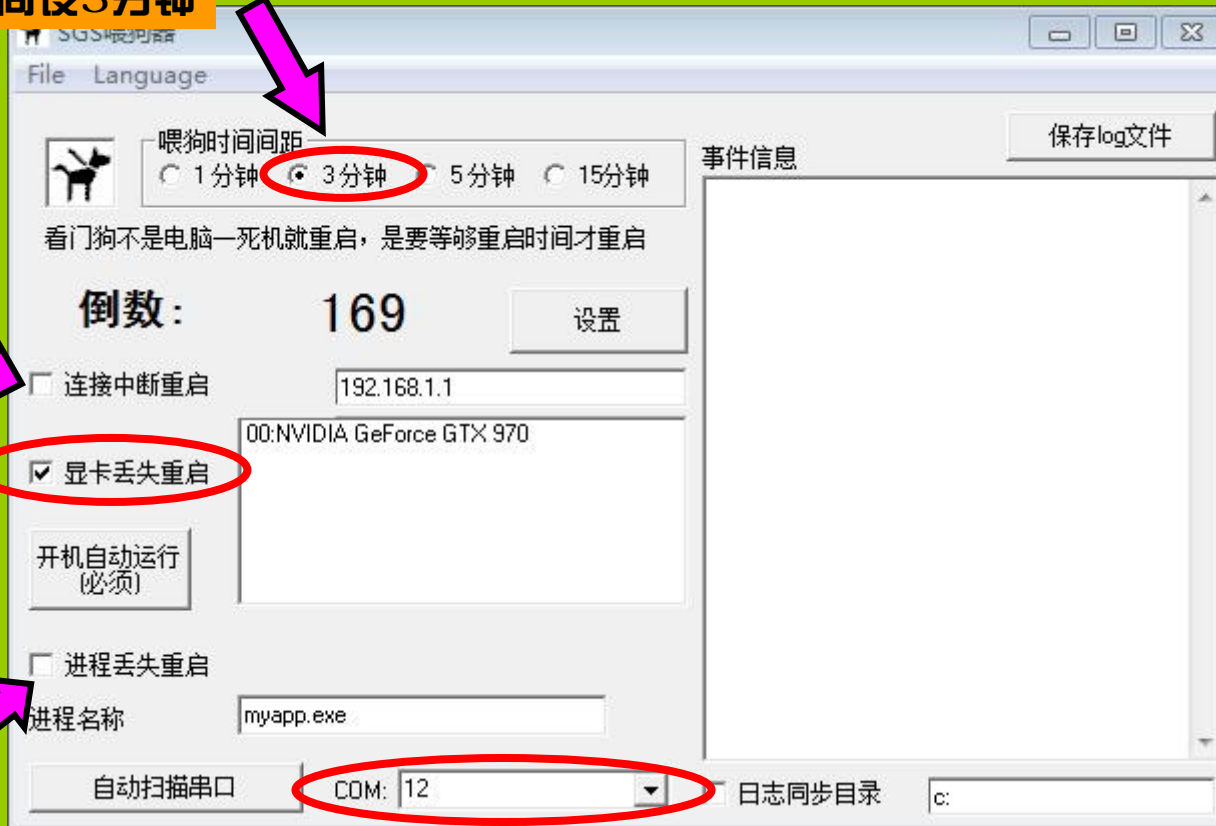 间设3分钟
SGS喂狗器
File Language
保存log文件
喂狗时间间距
1分钟 3分钟 5分钟 15分钟
事件信息
看门狗不是电脑一死机就重启，是要等够重启时间才重启
倒数: 169
设置
连接中断重启
192.168.1.1
00:NVIDIA GeForce GTX 970
显卡丢失重启
开机自动运行
(必须)
进程丢失重启
进程名称
myapp.exe
自动扫描串口
COM: 12
日志同步目录
c: